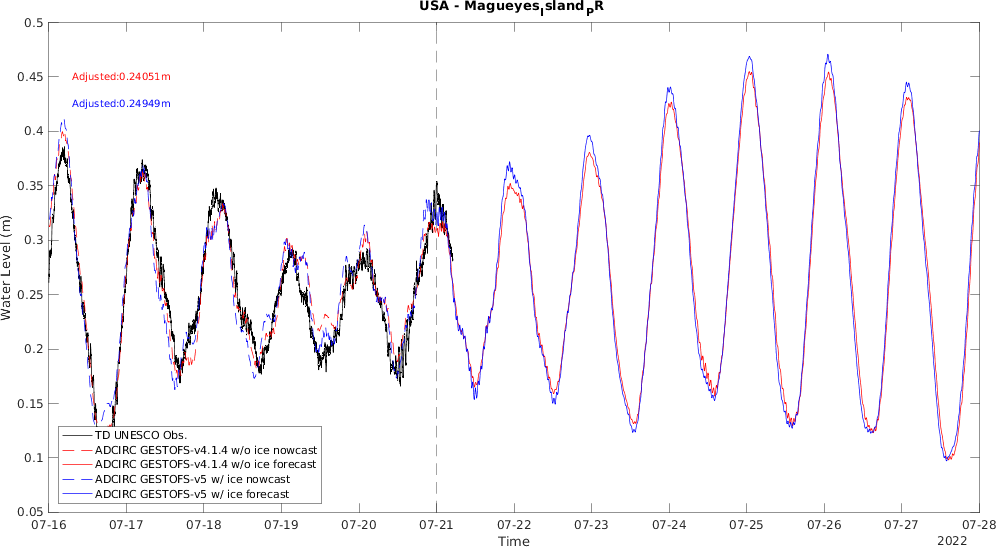 USA - Magueyes_Island_PR
0.5
0.45
0.4
0.35
0.3
0.25
0.2
0.15
0.1
0.05
Water Level (m)
Adjusted:0.24051m
Adjusted:0.24949m
TD UNESCO Obs.
ADCIRC GESTOFS-v4.1.4 w/o ice nowcast
ADCIRC GESTOFS-v4.1.4 w/o ice forecast
ADCIRC GESTOFS-v5 w/ ice nowcast
ADCIRC GESTOFS-v5 w/ ice forecast
07-16 07-17 07-18 07-19 07-20 07-21 07-22 07-23 07-24 07-25 07-26 07-27 07-28
Time
2022